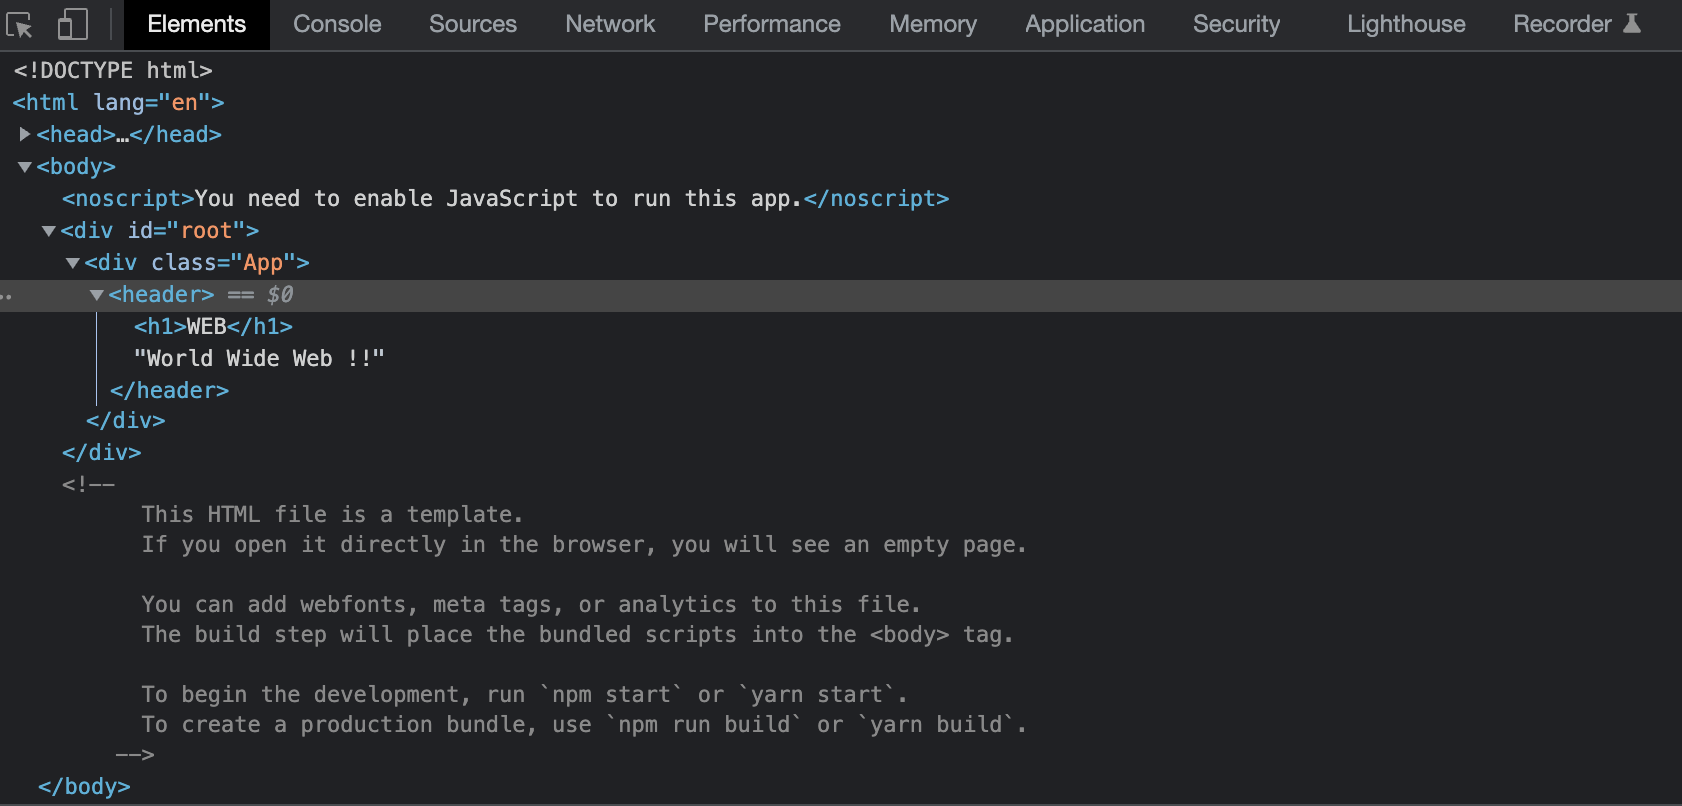 Elements Console Sources Network Performance Memory Application Security Lighthouse Recorder
<!DOCTYPE html>
<html lang="en">
<head>…</head>
<body>
<noscript>You need to enable JavaScript to run this app.</noscript>
<div id="root">
<div class="App">
<header> == $0
<h1>WEB</h1>
"World Wide Web !!"
</header>
</div>
</div>
<!--
This HTML file is a template.
If you open it directly in the browser, you will see an empty page.
You can add webfonts, meta tags, or analytics to this file.
The build step will place the bundled scripts into the <body> tag.
To begin the development, run `npm start` or `yarn start`.
To create a production bundle, use `npm run build` or `yarn build`.
-->
</body>